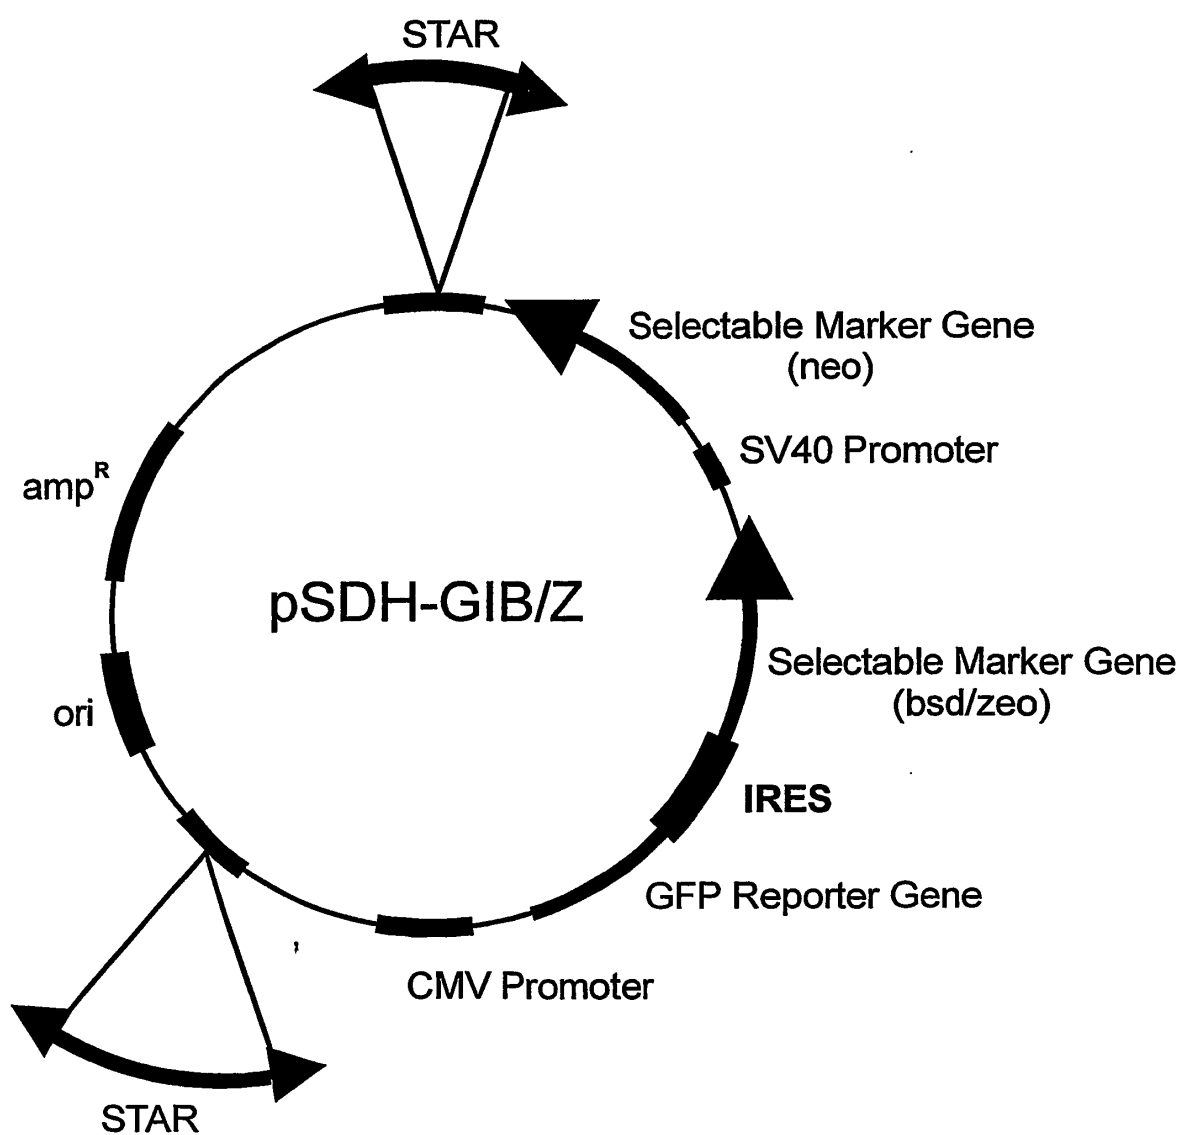 STAR
Selectable Marker Gene
(neo)
SV40 Promoter
amp^R
pSDH-GIB/Z
Selectable Marker Gene
(bsd/zeo)
ori
IRES
GFP Reporter Gene
CMV Promoter
STAR